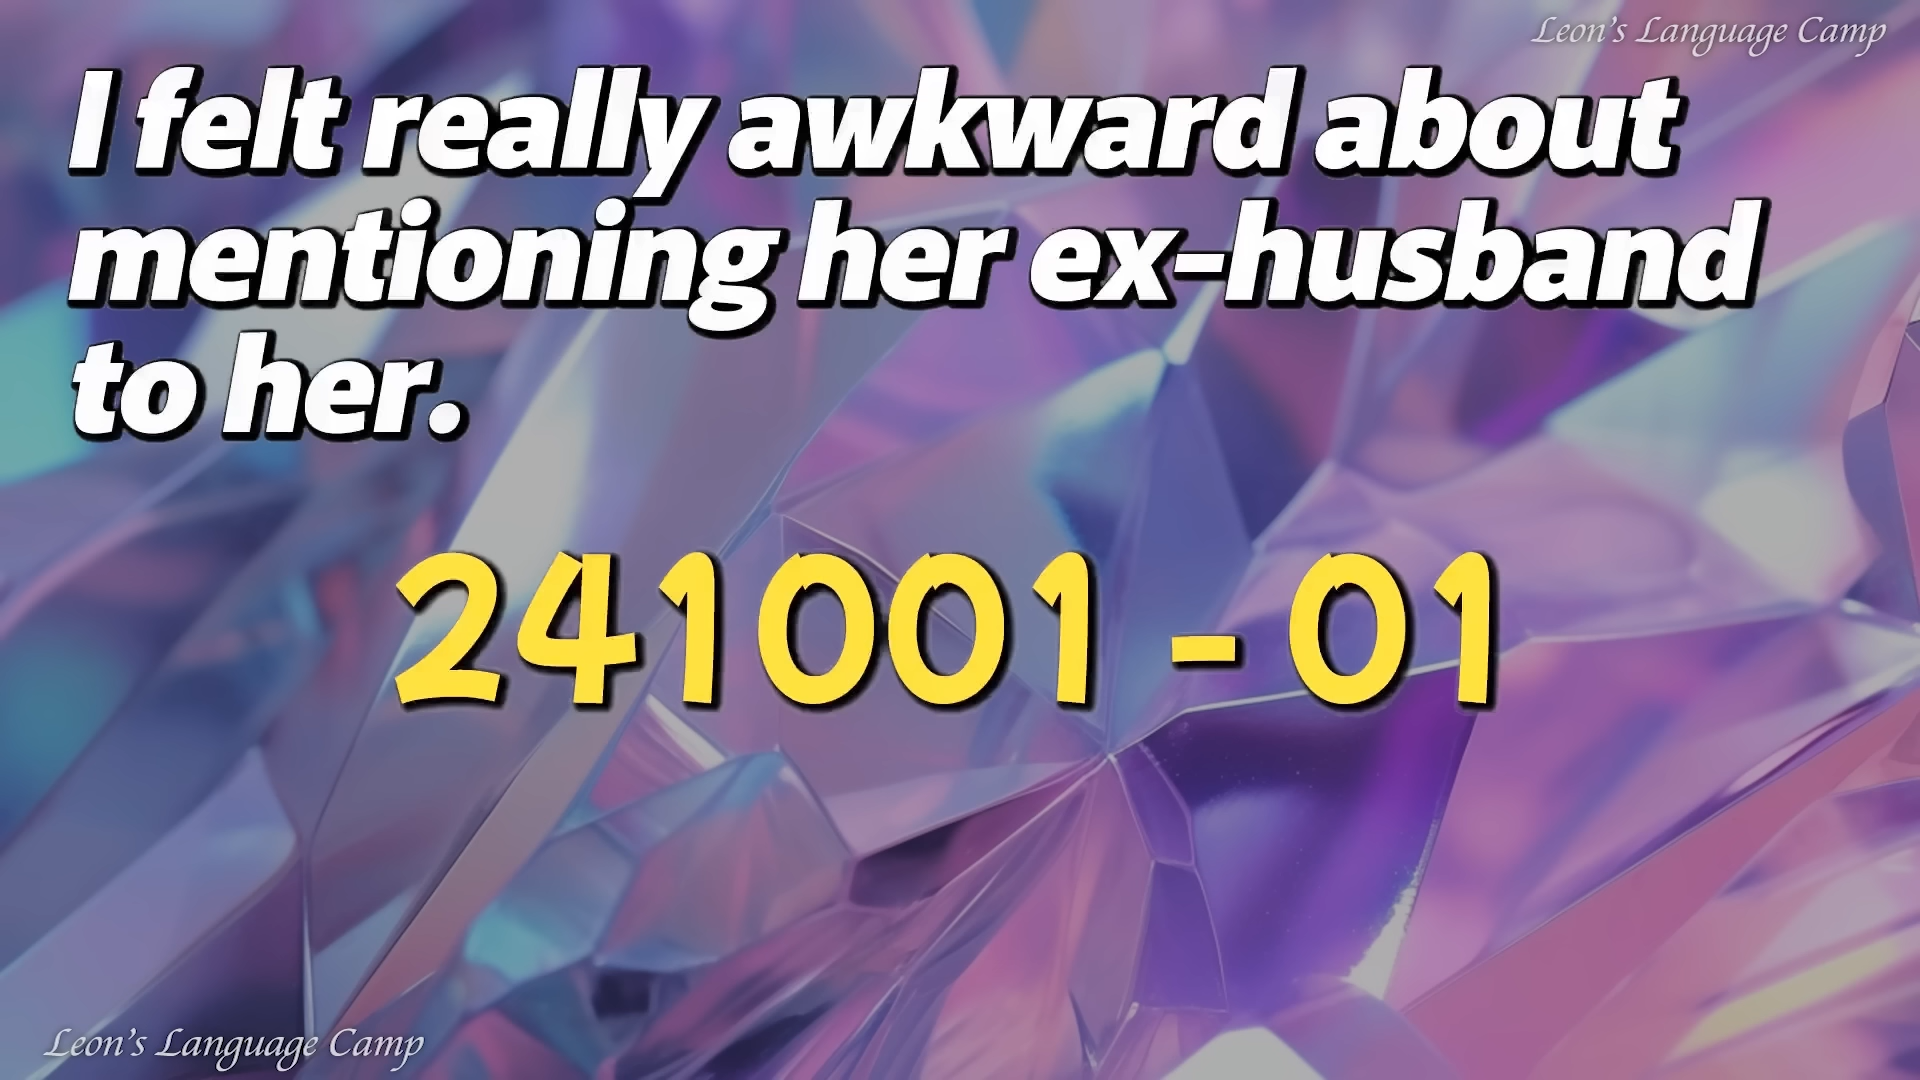 Leon's Language Camp
I felt really awkward about
mentioning her ex-husband
to her.
241001-01
Leon's Language Camp